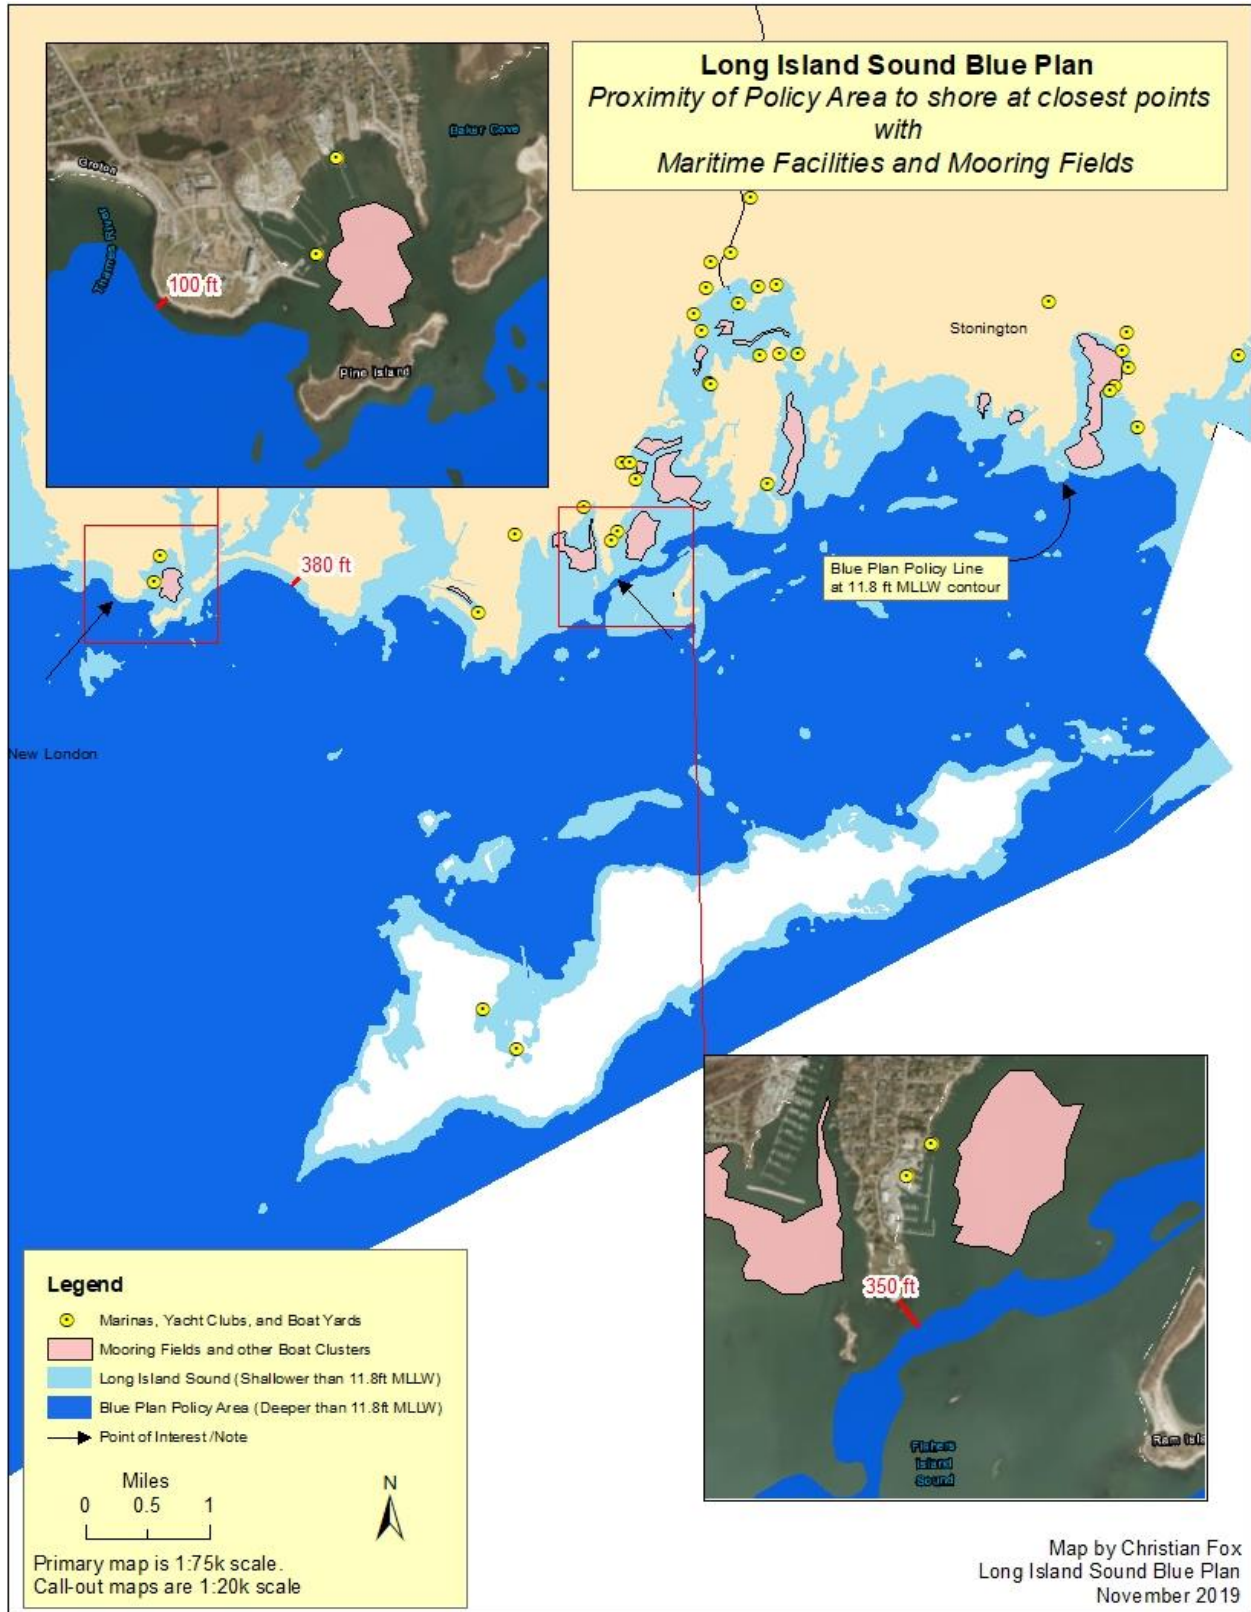 Long Island Sound Blue Plan
Proximity of Policy Area to shore at closest points
with
Maritime Facilities and Mooring Fields
Baker Cove
Groton
Thames River
100 ft
Pine Island
Stonington
380 ft
Blue Plan Policy Line
at 11.8 ft MLLW contour
New London
350 ft
Fishers
Island
Sound
Ram Isla
Legend
Marinas, Yacht Clubs, and Boat Yards
Mooring Fields and other Boat Clusters
Long Island Sound (Shallower than 11.8ft MLLW)
Blue Plan Policy Area (Deeper than 11.8ft MLLW)
Point of Interest /Note
Miles
0 0.5 1
N
Primary map is 1:75k scale.
Call-out maps are 1:20k scale
Map by Christian Fox
Long Island Sound Blue Plan
November 2019